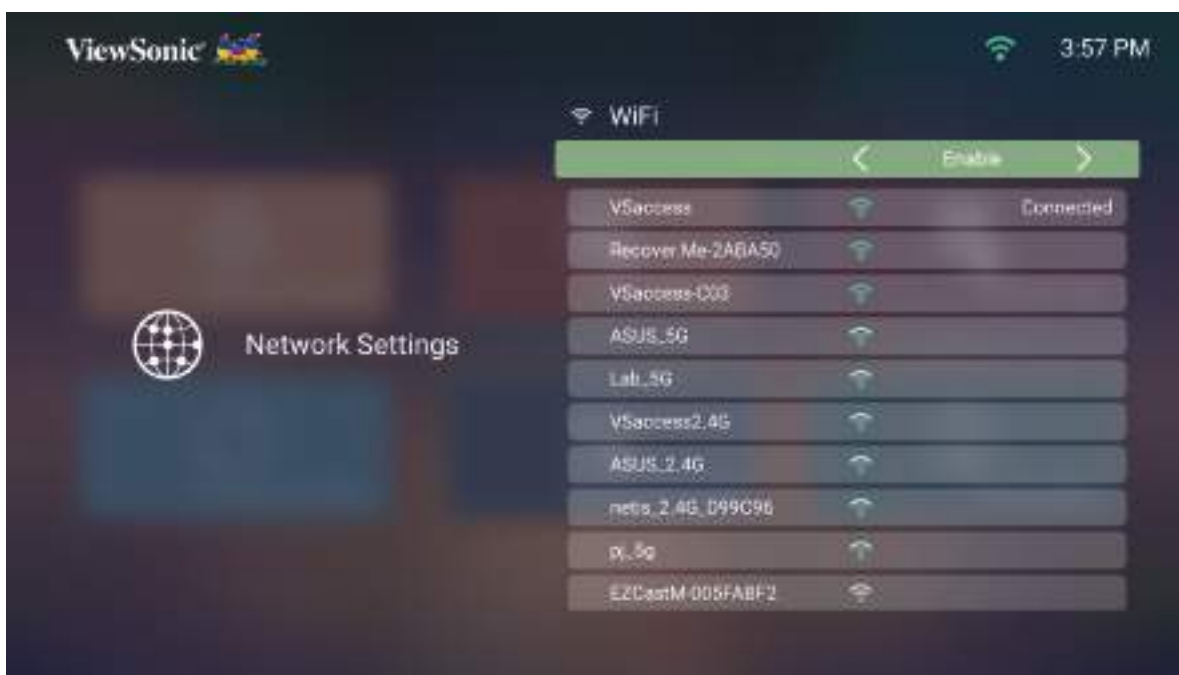 ViewSonic
3:57 PM
WiFi
Enable
VSaccess Connected
Recover Me-2ABA50
VSaccess-C03
ASUS_5G
Network Settings
Lab_5G
VSaccess2.4G
ASUS_2.4G
netis_2.4G_D99C96
pj_5g
EZCastM-005FABF2